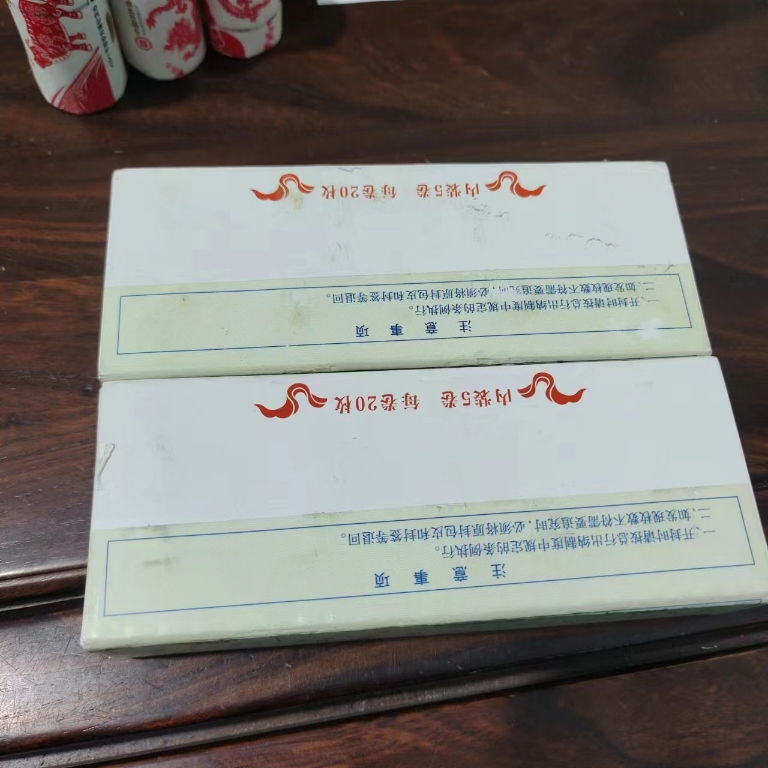 内装5卷 每卷20枚
注意事项
一、开封时请按总行出纳制度中规定的条例执行。
二、如发现枚数不符需要追究时，必须将原封包皮和封签等退回。
内装5卷 每卷20枚
注意事项
一、开封时请按总行出纳制度中规定的条例执行。
二、如发现枚数不符需要追究时，必须将原封包皮和封签等退回。